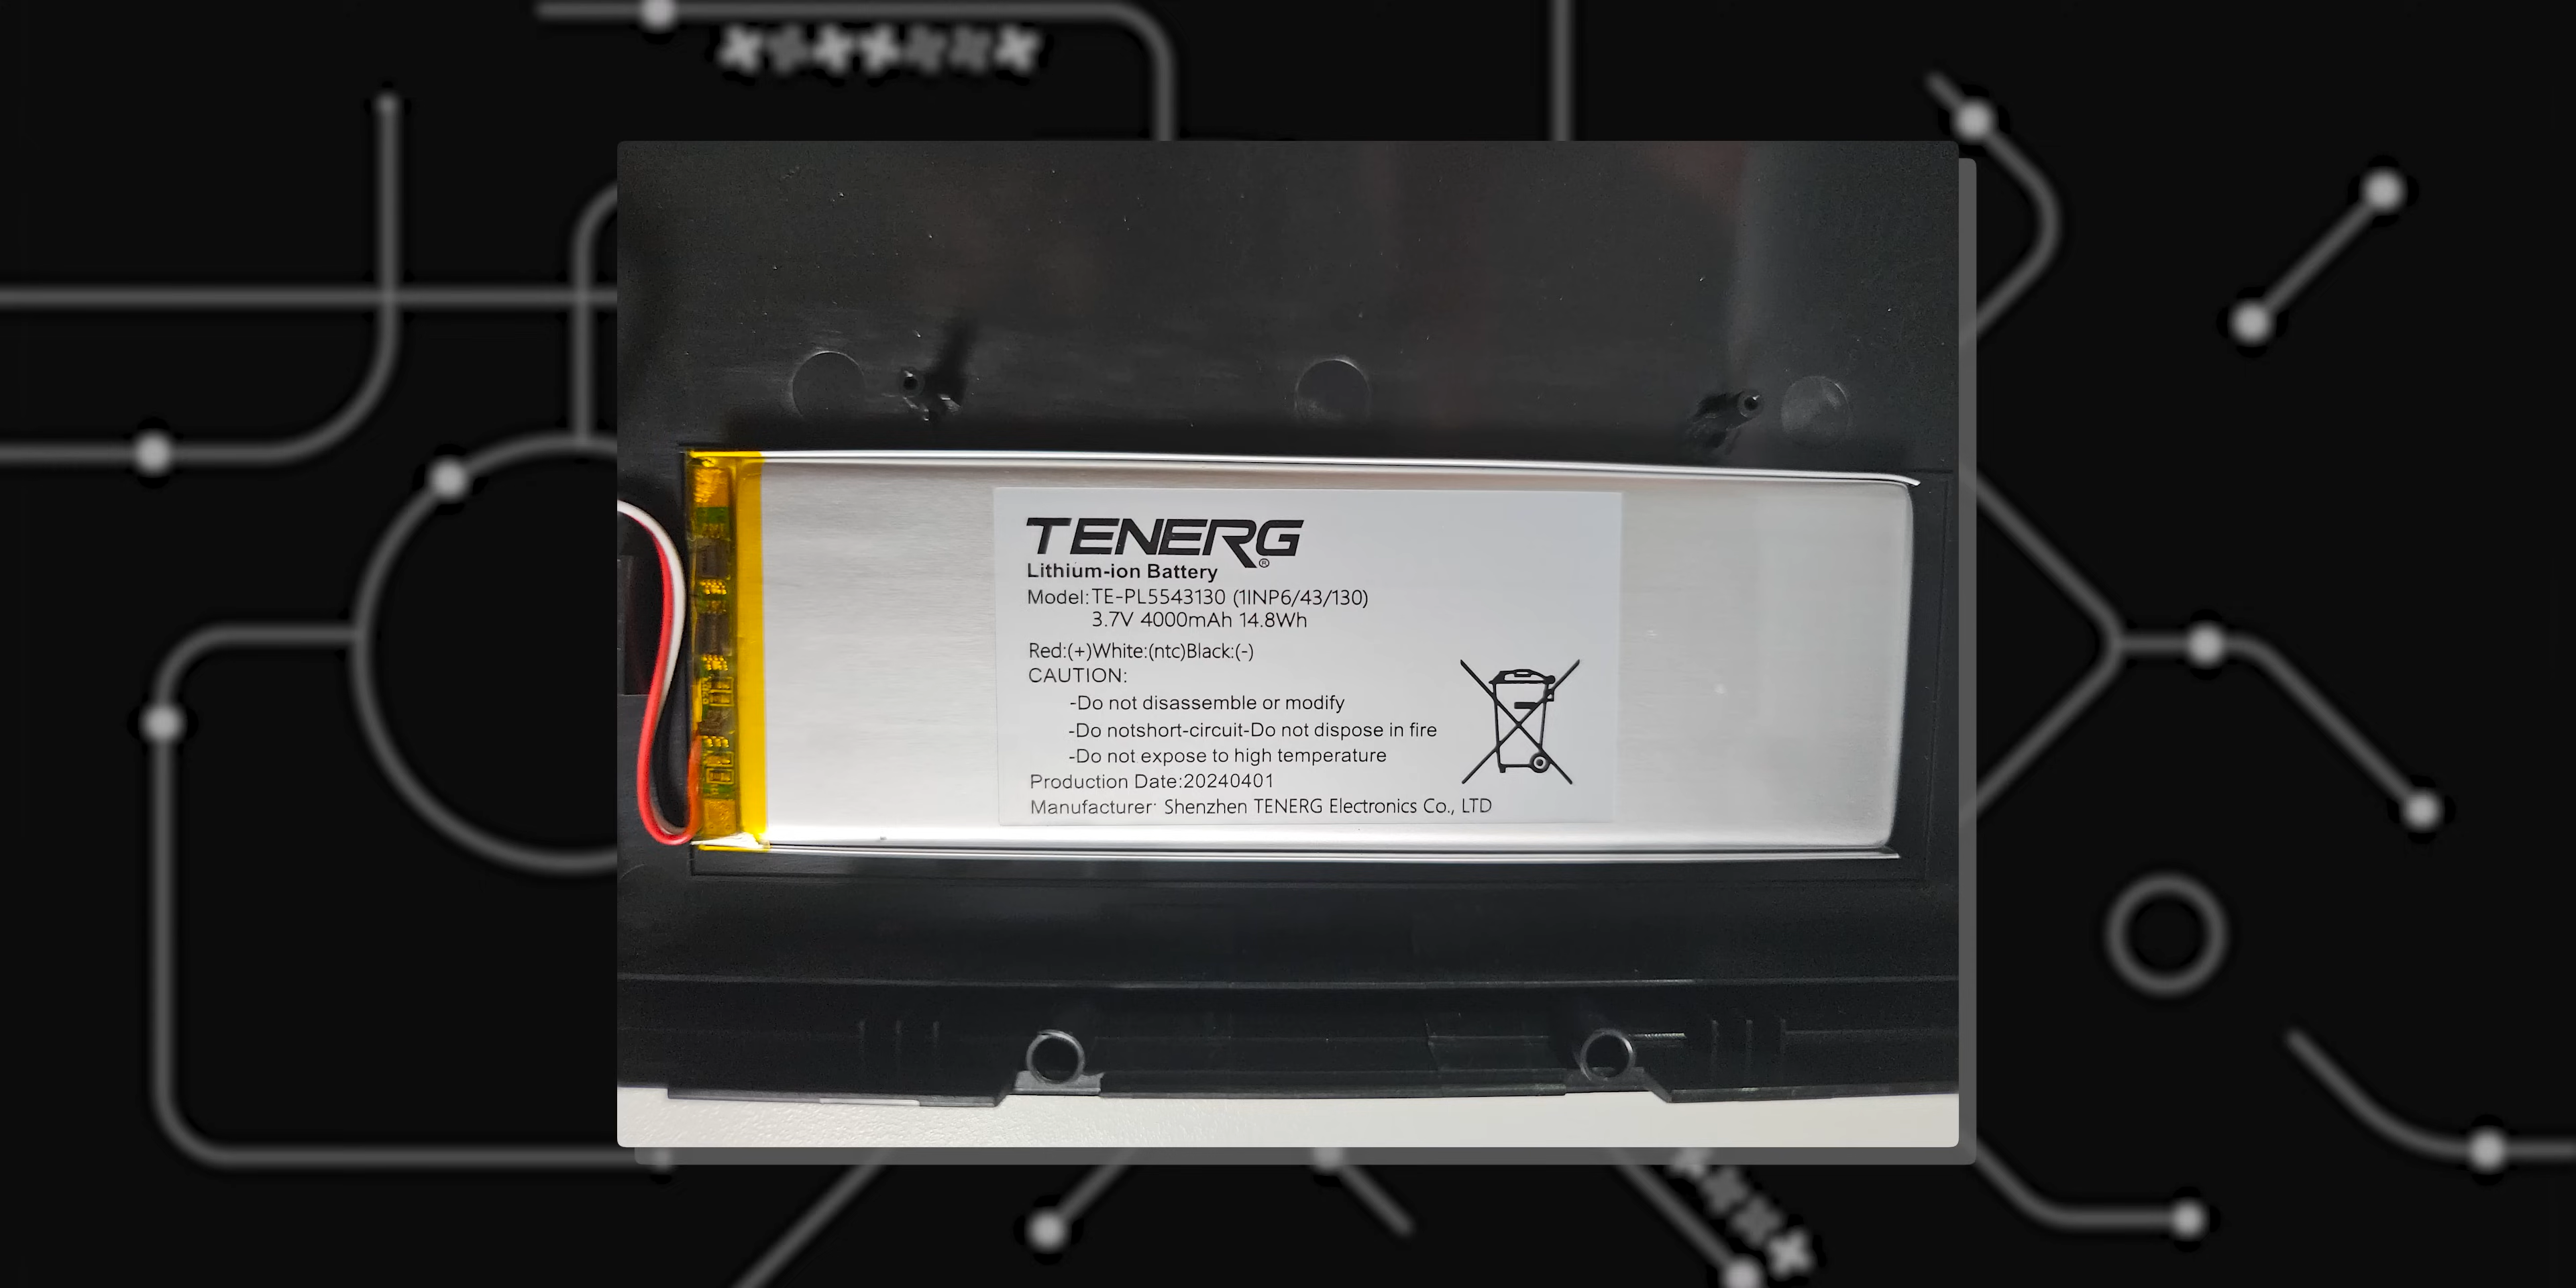 TENERG
®
Lithium-ion Battery
Model:TE-PL5543130 (1INP6/43/130)
3.7V 4000mAh 14.8Wh
Red:(+)White:(ntc)Black:(-)
CAUTION:
-Do not disassemble or modify
-Do notshort-circuit-Do not dispose in fire
-Do not expose to high temperature
Production Date:20240401
Manufacturer: Shenzhen TENERG Electronics Co., LTD